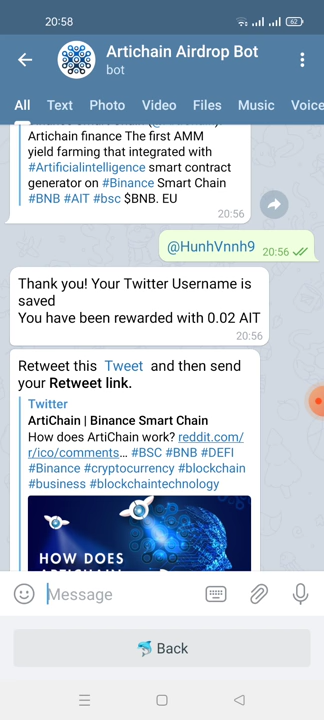 20:58
62
Artichain Airdrop Bot
bot
All Text Photo Video Files Music Voice
Artichain finance The first AMM
yield farming that integrated with
#Artificialintelligence smart contract
generator on #Binance Smart Chain
#BNB #AIT #bsc $BNB. EU
20:56
@HunhVnnh9 20:56
Thank you! Your Twitter Username is
saved
You have been rewarded with 0.02 AIT
20:56
Retweet this Tweet and then send
your Retweet link.
Twitter
ArtiChain | Binance Smart Chain
How does ArtiChain work? reddit.com/
r/ico/comments… #BSC #BNB #DEFI
#Binance #cryptocurrency #blockchain
#business #blockchaintechnology
HOW DOES
Message
Back